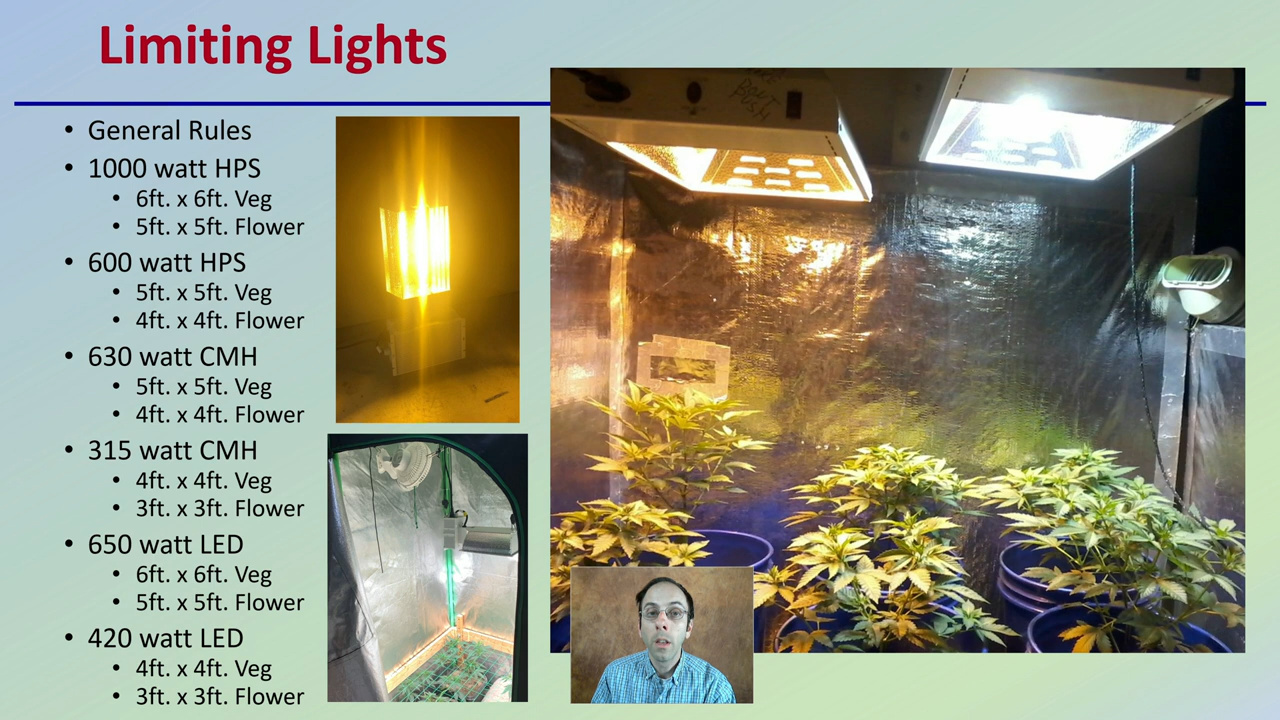 Limiting Lights
• General Rules
• 1000 watt HPS
• 6ft. x 6ft. Veg
• 5ft. x 5ft. Flower
• 600 watt HPS
• 5ft. x 5ft. Veg
• 4ft. x 4ft. Flower
• 630 watt CMH
• 5ft. x 5ft. Veg
• 4ft. x 4ft. Flower
• 315 watt CMH
• 4ft. x 4ft. Veg
• 3ft. x 3ft. Flower
• 650 watt LED
• 6ft. x 6ft. Veg
• 5ft. x 5ft. Flower
• 420 watt LED
• 4ft. x 4ft. Veg
• 3ft. x 3ft. Flower